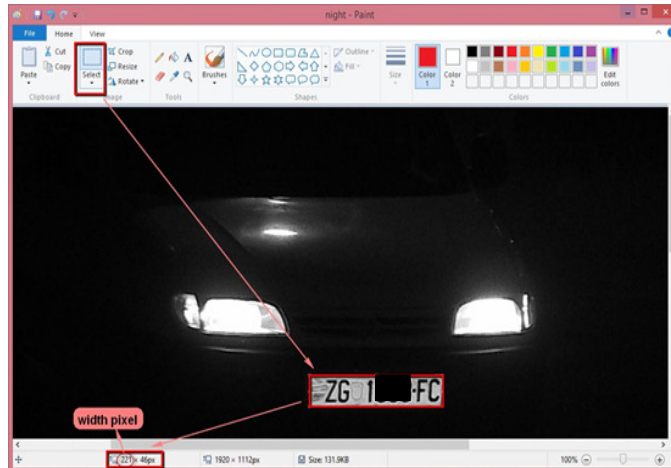 night - Paint
File Home View
Paste
Cut
Copy
Select
Crop
Resize
Rotate
Brushes
Outline
Fill
Size
Color 1
Color 2
Edit colors
Clipboard
Image
Tools
Shapes
Colors
ZG 1 FC
width pixel
221 × 46px
1920 × 1112px
Size: 131.9KB
100%